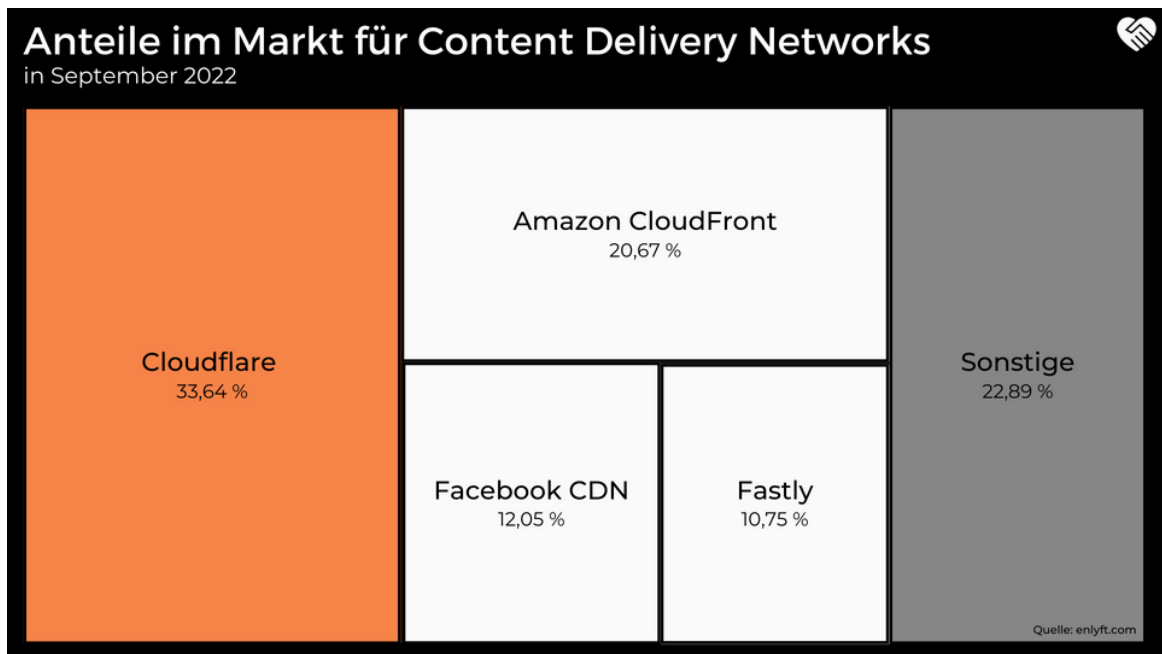 Anteile im Markt für Content Delivery Networks
in September 2022
Cloudflare
33,64 %
Amazon CloudFront
20,67 %
Facebook CDN
12,05 %
Fastly
10,75 %
Sonstige
22,89 %
Quelle: enlyft.com